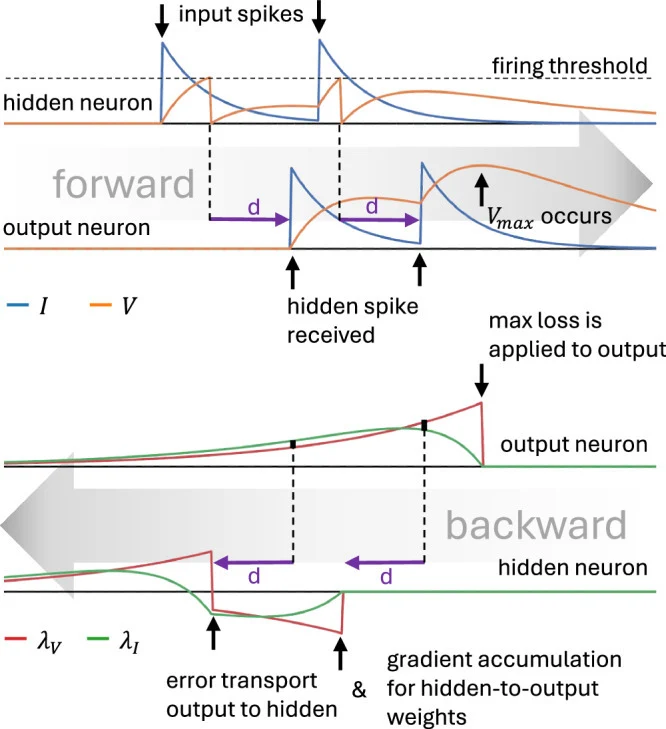 input spikes
firing threshold
hidden neuron
forward
d
d
V_max occurs
output neuron
I
V
hidden spike
received
max loss is
applied to output
output neuron
backward
d
d
hidden neuron
λ_V
λ_I
error transport
output to hidden
&
gradient accumulation
for hidden-to-output
weights